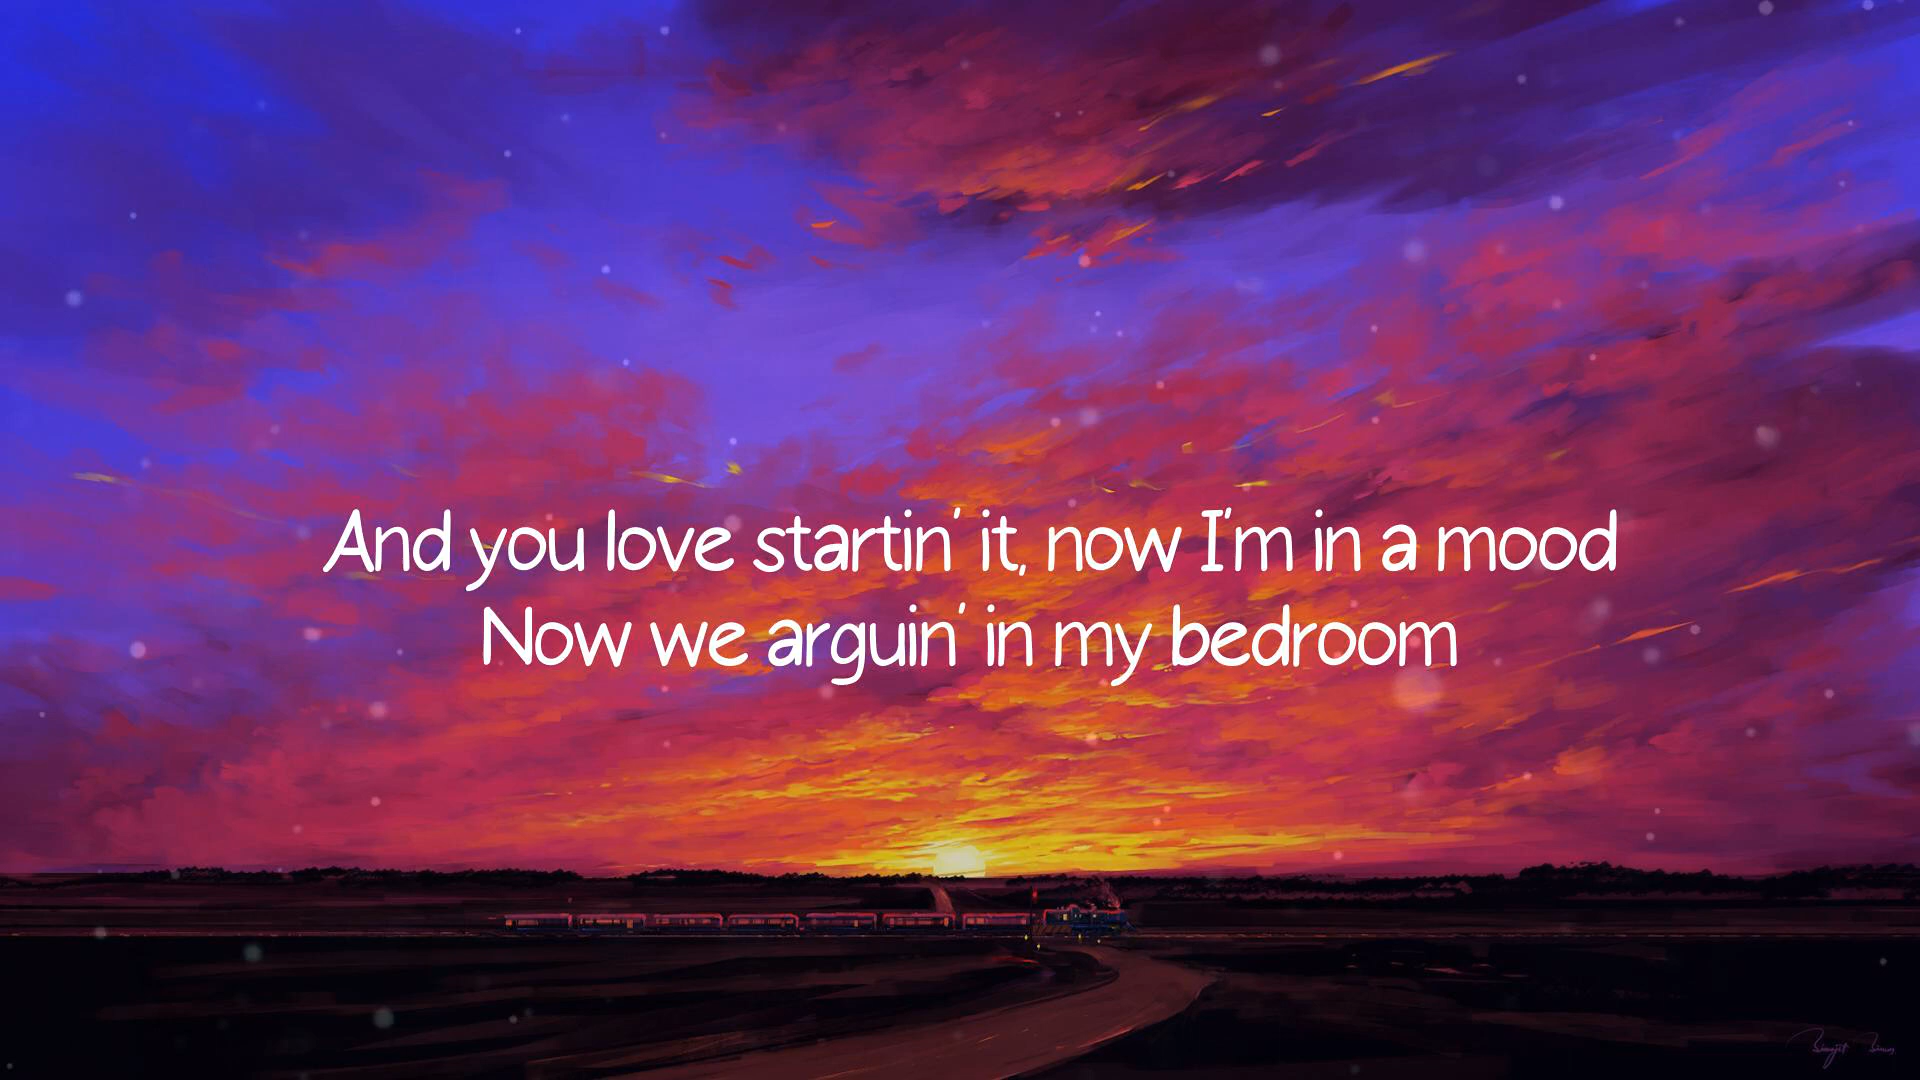 And you love startin' it, now I'm in a mood
Now we arguin' in my bedroom